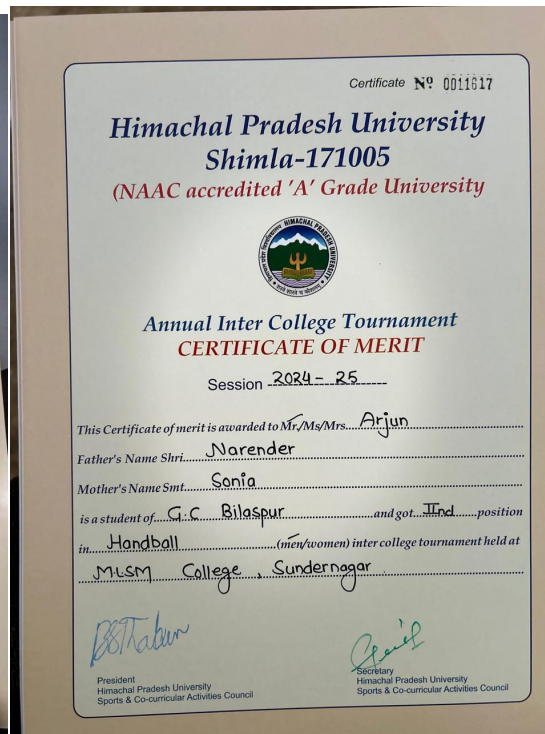 Certificate Nº 0011617
Himachal Pradesh University
Shimla-171005
(NAAC accredited 'A' Grade University
HIMACHAL PRADESH UNIVERSITY
Annual Inter College Tournament
CERTIFICATE OF MERIT
Session 2024-25
This Certificate of merit is awarded to Mr./Ms/Mrs. Arjun
Father's Name Shri Narender
Mother's Name Smt. Sonia
is a student of G.C Bilaspur and got IInd position
in Handball (men/women) inter college tournament held at
MLSM College, Sundernagar
President
Himachal Pradesh University
Sports & Co-curricular Activities Council
Secretary
Himachal Pradesh University
Sports & Co-curricular Activities Council